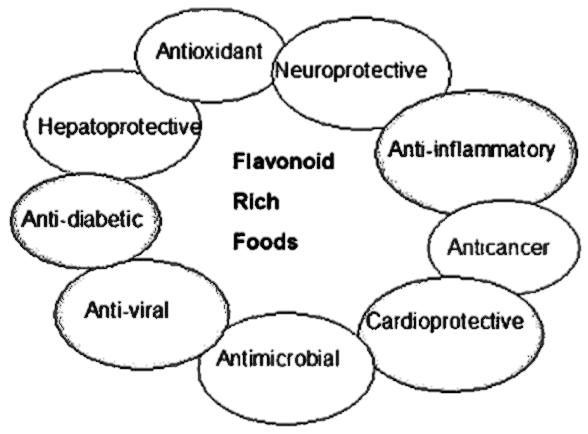 Antioxidant
Neuroprotective
Hepatoprotective
Anti-inflammatory
Flavonoid
Rich
Foods
Anti-diabetic
Anticancer
Anti-viral
Cardioprotective
Antimicrobial